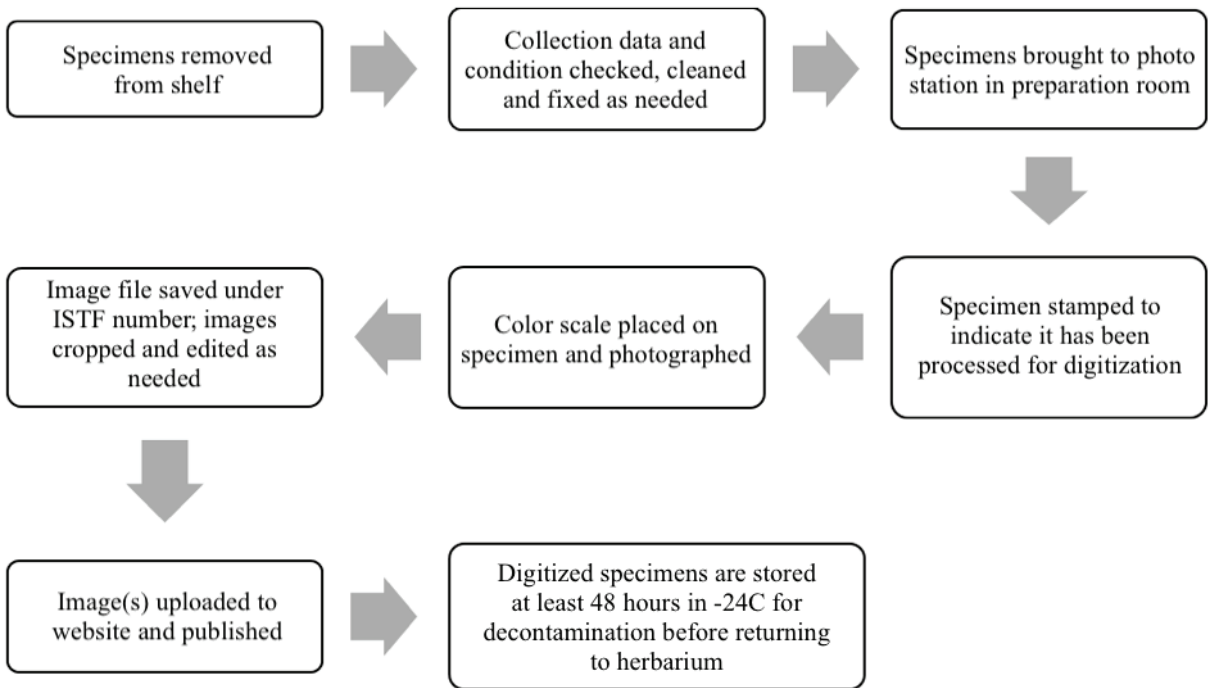 Specimens removed
from shelf
Collection data and
condition checked, cleaned
and fixed as needed
Specimens brought to photo
station in preparation room
Specimen stamped to
indicate it has been
processed for digitization
Color scale placed on
specimen and photographed
Image file saved under
ISTF number; images
cropped and edited as
needed
Image(s) uploaded to
website and published
Digitized specimens are stored
at least 48 hours in -24C for
decontamination before returning
to herbarium